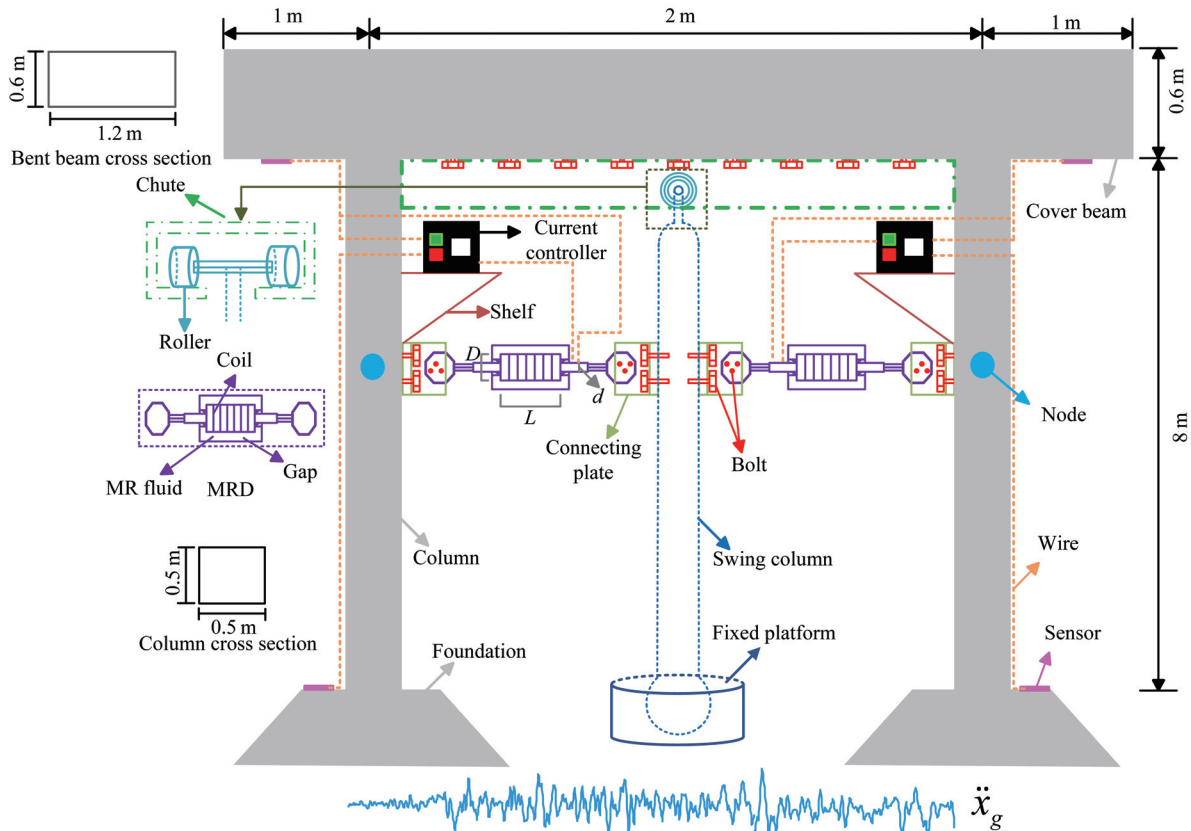 1 m
2 m
1 m
0.6 m
1.2 m
Bent beam cross section
0.6 m
Chute
Cover beam
Current
controller
Shelf
Roller
Coil
D
L
d
Node
8 m
Connecting
plate
Bolt
MR fluid
MRD
Gap
Column
Swing column
Wire
0.5 m
0.5 m
Column cross section
Foundation
Fixed platform
Sensor
ẍg